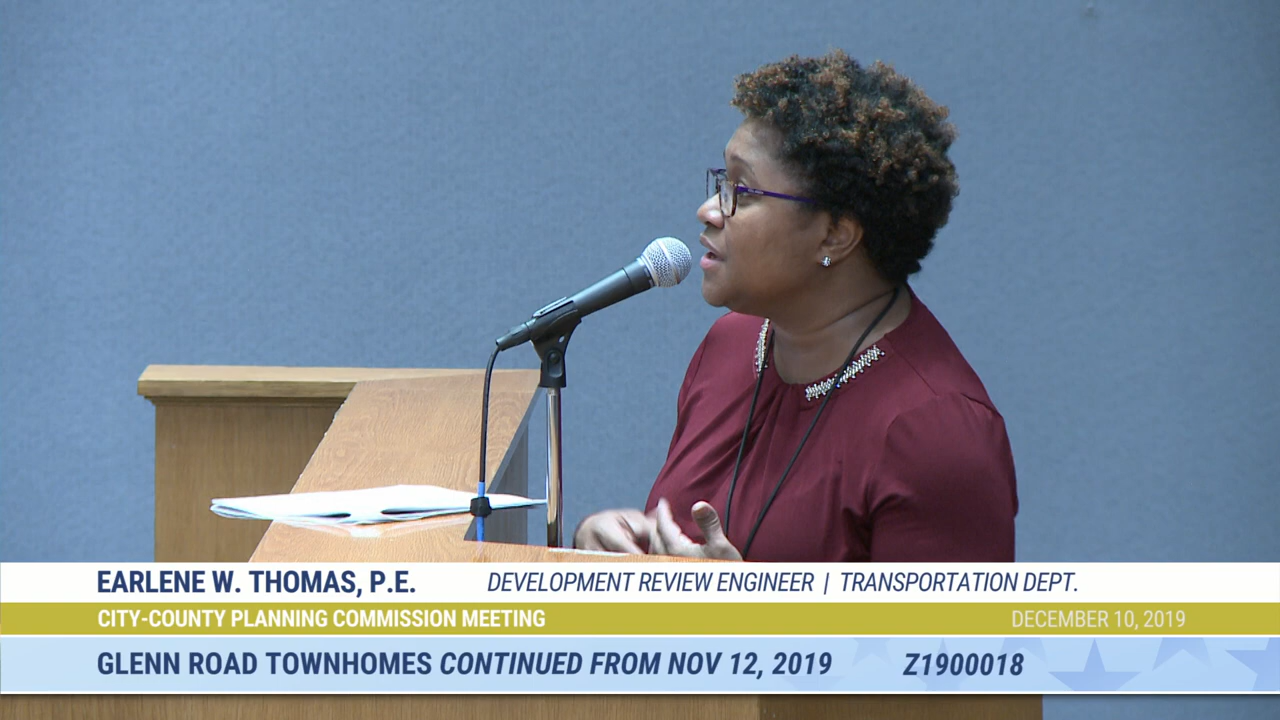 EARLENE W. THOMAS, P.E. DEVELOPMENT REVIEW ENGINEER | TRANSPORTATION DEPT.
CITY-COUNTY PLANNING COMMISSION MEETING DECEMBER 10, 2019
GLENN ROAD TOWNHOMES CONTINUED FROM NOV 12, 2019 Z1900018